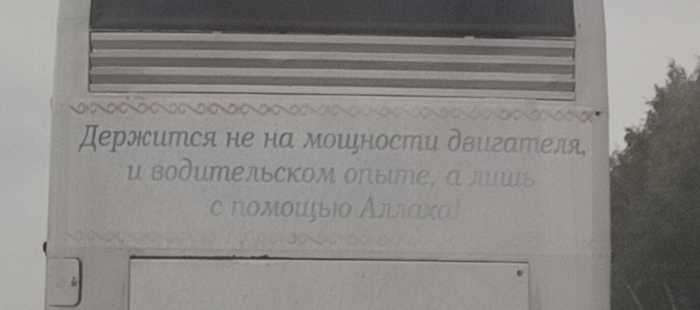 Держится не на мощности двигателя,
и водительском опыте, а лишь
с помощью Аллаха!